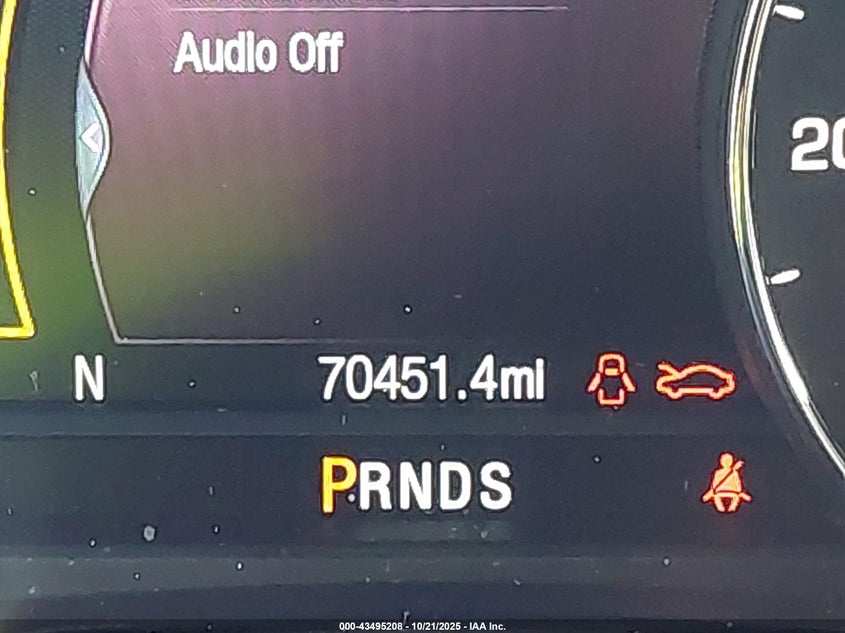 Audio Off
20
N 70451.4mi
PRNDS
000-43495208 - 10/21/2025 - IAA Inc.